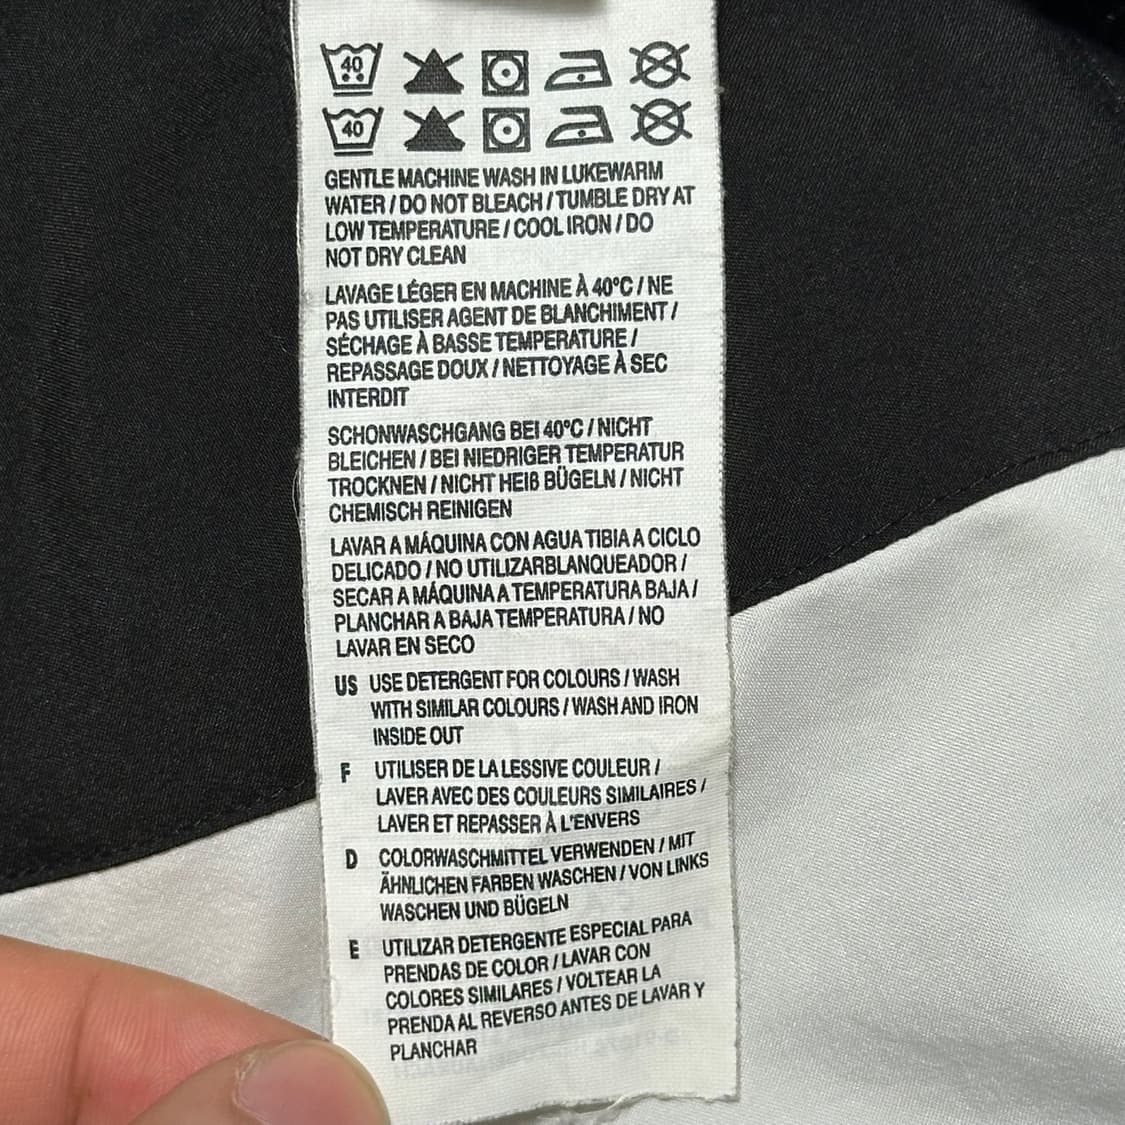 40
40
GENTLE MACHINE WASH IN LUKEWARM
WATER / DO NOT BLEACH / TUMBLE DRY AT
LOW TEMPERATURE / COOL IRON / DO
NOT DRY CLEAN
LAVAGE LÉGER EN MACHINE À 40°C / NE
PAS UTILISER AGENT DE BLANCHIMENT /
SÉCHAGE À BASSE TEMPERATURE /
REPASSAGE DOUX / NETTOYAGE À SEC
INTERDIT
SCHONWASCHGANG BEI 40°C / NICHT
BLEICHEN / BEI NIEDRIGER TEMPERATUR
TROCKNEN / NICHT HEIß BÜGELN / NICHT
CHEMISCH REINIGEN
LAVAR A MÁQUINA CON AGUA TIBIA A CICLO
DELICADO / NO UTILIZARBLANQUEADOR /
SECAR A MÁQUINA A TEMPERATURA BAJA /
PLANCHAR A BAJA TEMPERATURA / NO
LAVAR EN SECO
US USE DETERGENT FOR COLOURS / WASH
WITH SIMILAR COLOURS / WASH AND IRON
INSIDE OUT
F UTILISER DE LA LESSIVE COULEUR /
LAVER AVEC DES COULEURS SIMILAIRES /
LAVER ET REPASSER À L'ENVERS
D COLORWASCHMITTEL VERWENDEN / MIT
ÄHNLICHEN FARBEN WASCHEN / VON LINKS
WASCHEN UND BÜGELN
E UTILIZAR DETERGENTE ESPECIAL PARA
PRENDAS DE COLOR / LAVAR CON
COLORES SIMILARES / VOLTEAR LA
PRENDA AL REVERSO ANTES DE LAVAR Y
PLANCHAR